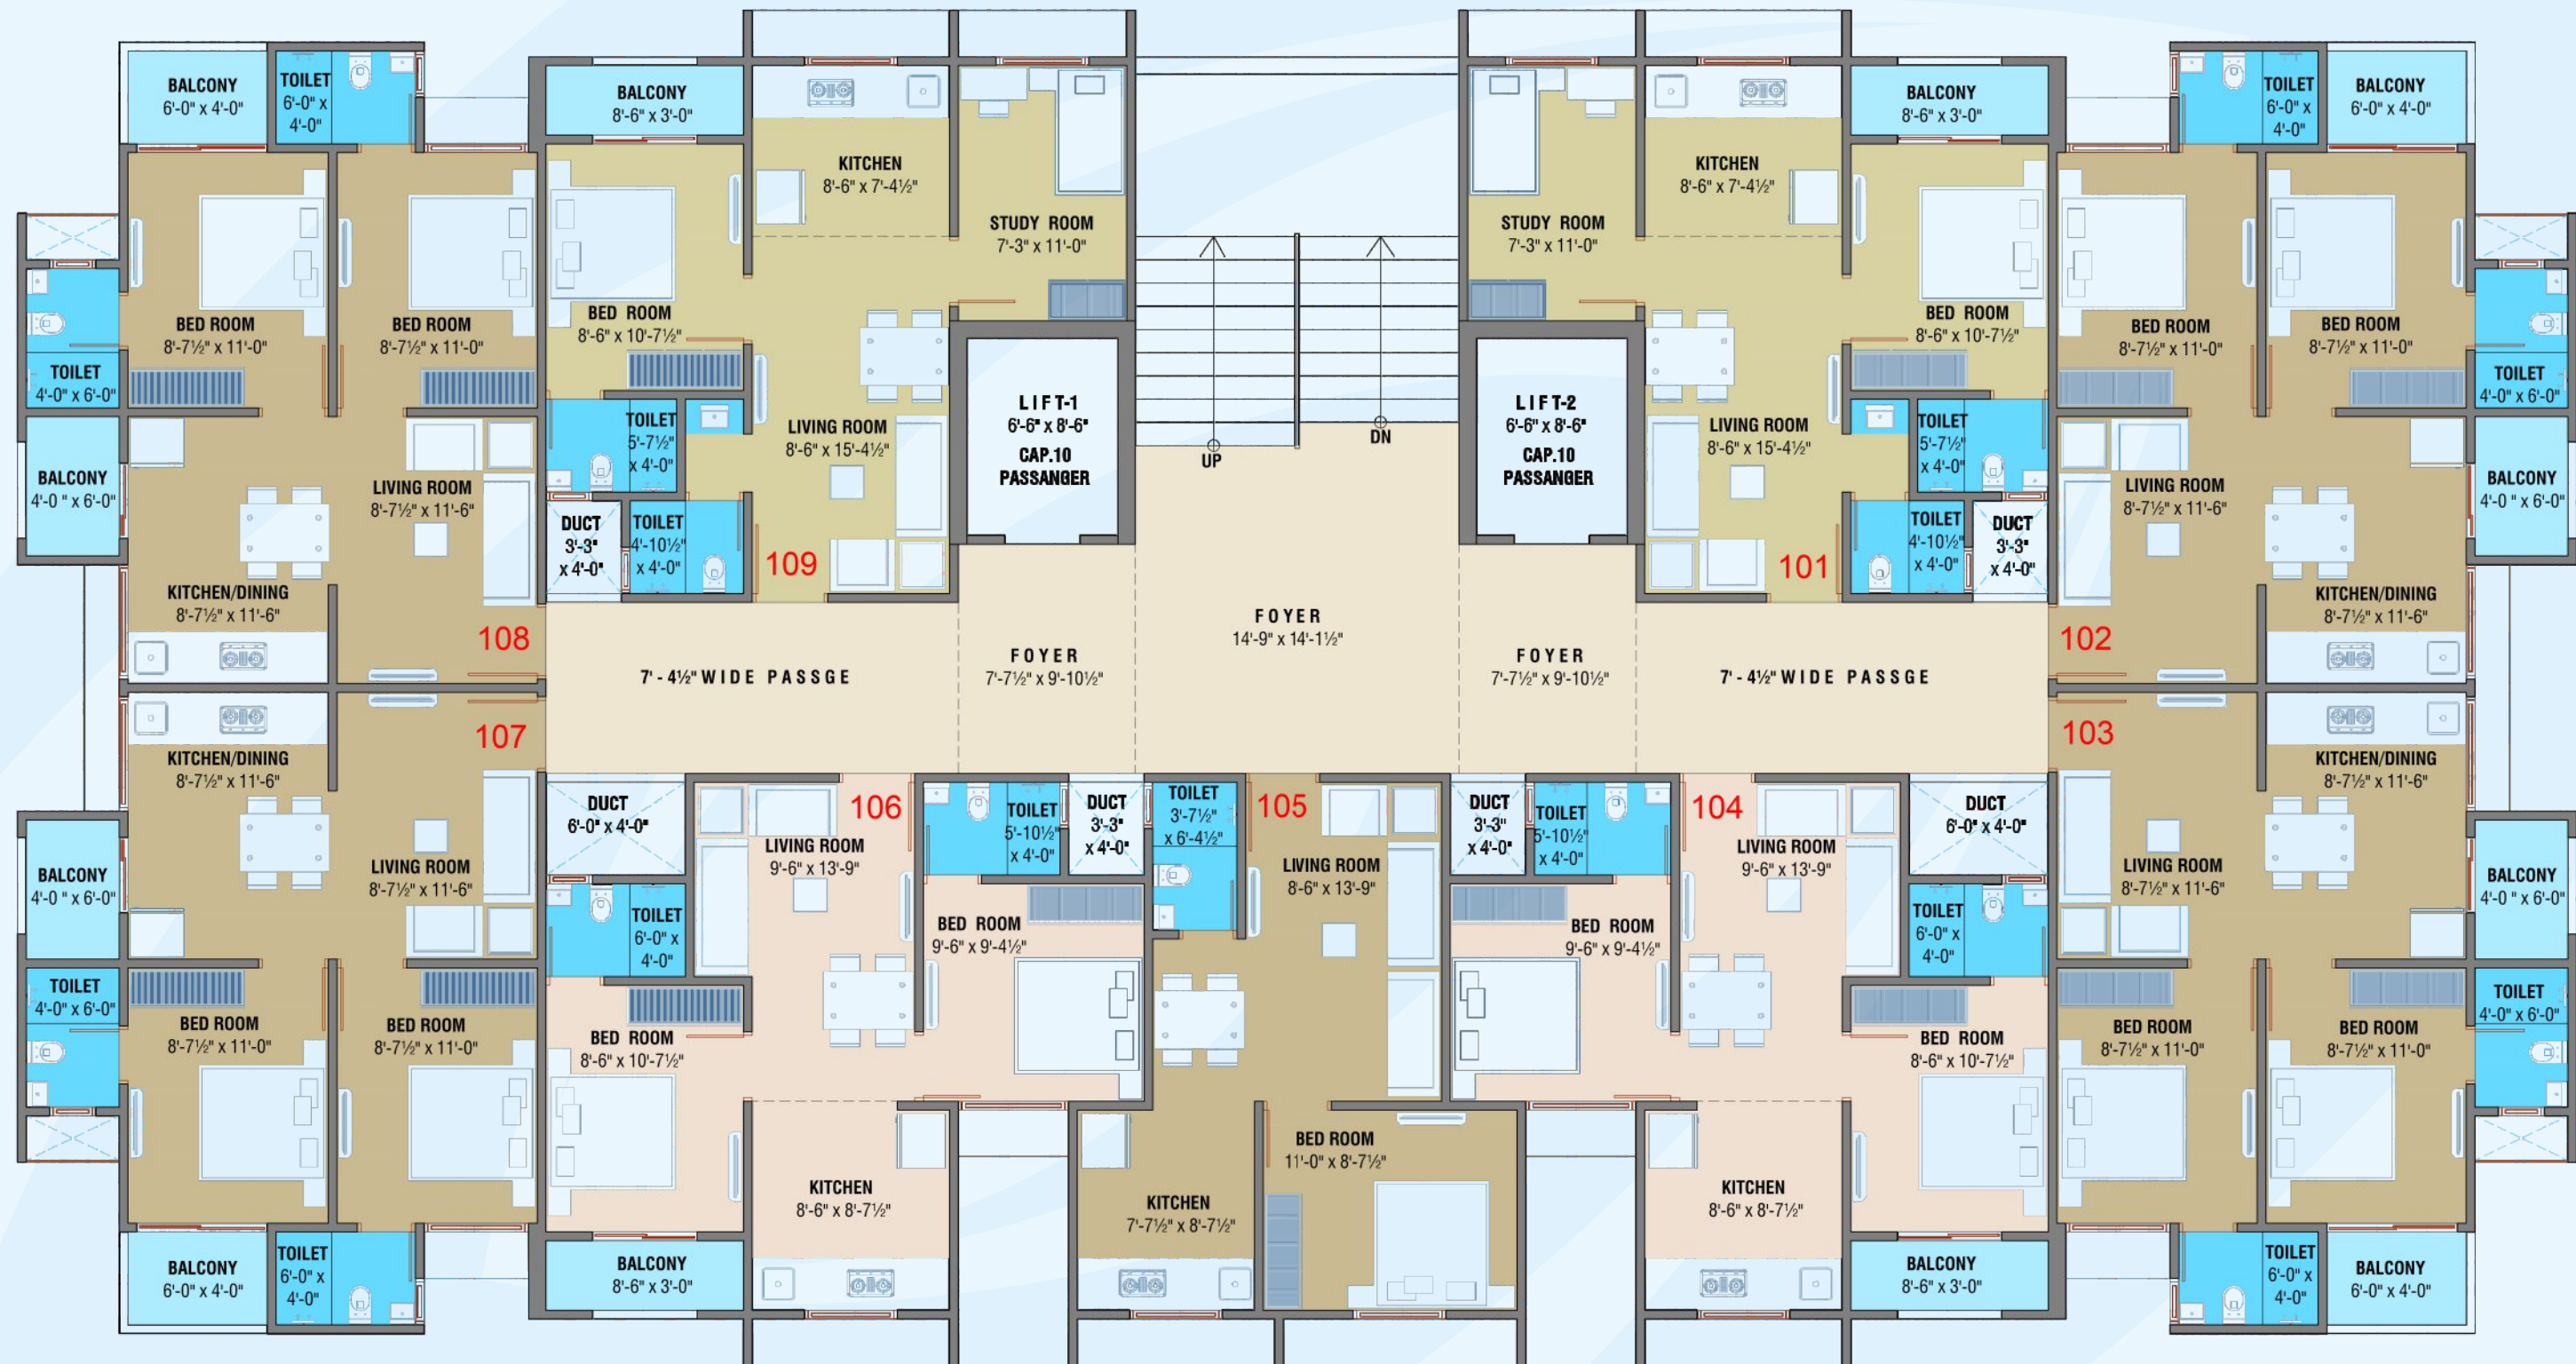 BALCONY
6'-0" x 4'-0"
TOILET
6'-0" x
4'-0"
BED ROOM
8'-7½" x 11'-0"
BED ROOM
8'-7½" x 11'-0"
TOILET
4'-0" x 6'-0"
BALCONY
4'-0 " x 6'-0"
LIVING ROOM
8'-7½" x 11'-6"
KITCHEN/DINING
8'-7½" x 11'-6"
108
BALCONY
8'-6" x 3'-0"
KITCHEN
8'-6" x 7'-4½"
STUDY ROOM
7'-3" x 11'-0"
BED ROOM
8'-6" x 10'-7½"
TOILET
5'-7½"
x 4'-0"
LIVING ROOM
8'-6" x 15'-4½"
DUCT
3'-3"
x 4'-0"
TOILET
4'-10½"
x 4'-0"
109
LIFT-1
6'-6" x 8'-6"
CAP.10
PASSANGER
UP
DN
LIFT-2
6'-6" x 8'-6"
CAP.10
PASSANGER
STUDY ROOM
7'-3" x 11'-0"
KITCHEN
8'-6" x 7'-4½"
BALCONY
8'-6" x 3'-0"
BED ROOM
8'-6" x 10'-7½"
LIVING ROOM
8'-6" x 15'-4½"
TOILET
5'-7½"
x 4'-0"
101
TOILET
4'-10½"
x 4'-0"
DUCT
3'-3"
x 4'-0"
TOILET
6'-0" x
4'-0"
BALCONY
6'-0" x 4'-0"
BED ROOM
8'-7½" x 11'-0"
BED ROOM
8'-7½" x 11'-0"
TOILET
4'-0" x 6'-0"
LIVING ROOM
8'-7½" x 11'-6"
BALCONY
4'-0 " x 6'-0"
KITCHEN/DINING
8'-7½" x 11'-6"
102
7'- 4½" WIDE PASSGE
FOYER
7'-7½" x 9'-10½"
FOYER
14'-9" x 14'-1½"
FOYER
7'-7½" x 9'-10½"
7'- 4½" WIDE PASSGE
107
KITCHEN/DINING
8'-7½" x 11'-6"
LIVING ROOM
8'-7½" x 11'-6"
BALCONY
4'-0 " x 6'-0"
TOILET
4'-0" x 6'-0"
BED ROOM
8'-7½" x 11'-0"
BED ROOM
8'-7½" x 11'-0"
BALCONY
6'-0" x 4'-0"
TOILET
6'-0" x
4'-0"
DUCT
6'-0" x 4'-0"
106
LIVING ROOM
9'-6" x 13'-9"
TOILET
5'-10½"
x 4'-0"
DUCT
3'-3"
x 4'-0"
TOILET
6'-0" x
4'-0"
BED ROOM
9'-6" x 9'-4½"
BED ROOM
8'-6" x 10'-7½"
KITCHEN
8'-6" x 8'-7½"
BALCONY
8'-6" x 3'-0"
TOILET
3'-7½"
x 6'-4½"
105
LIVING ROOM
8'-6" x 13'-9"
BED ROOM
11'-0" x 8'-7½"
KITCHEN
7'-7½" x 8'-7½"
DUCT
3'-3"
x 4'-0"
TOILET
5'-10½"
x 4'-0"
104
LIVING ROOM
9'-6" x 13'-9"
DUCT
6'-0" x 4'-0"
BED ROOM
9'-6" x 9'-4½"
TOILET
6'-0" x
4'-0"
BED ROOM
8'-6" x 10'-7½"
KITCHEN
8'-6" x 8'-7½"
BALCONY
8'-6" x 3'-0"
103
KITCHEN/DINING
8'-7½" x 11'-6"
LIVING ROOM
8'-7½" x 11'-6"
BALCONY
4'-0 " x 6'-0"
TOILET
4'-0" x 6'-0"
BED ROOM
8'-7½" x 11'-0"
BED ROOM
8'-7½" x 11'-0"
TOILET
6'-0" x
4'-0"
BALCONY
6'-0" x 4'-0"